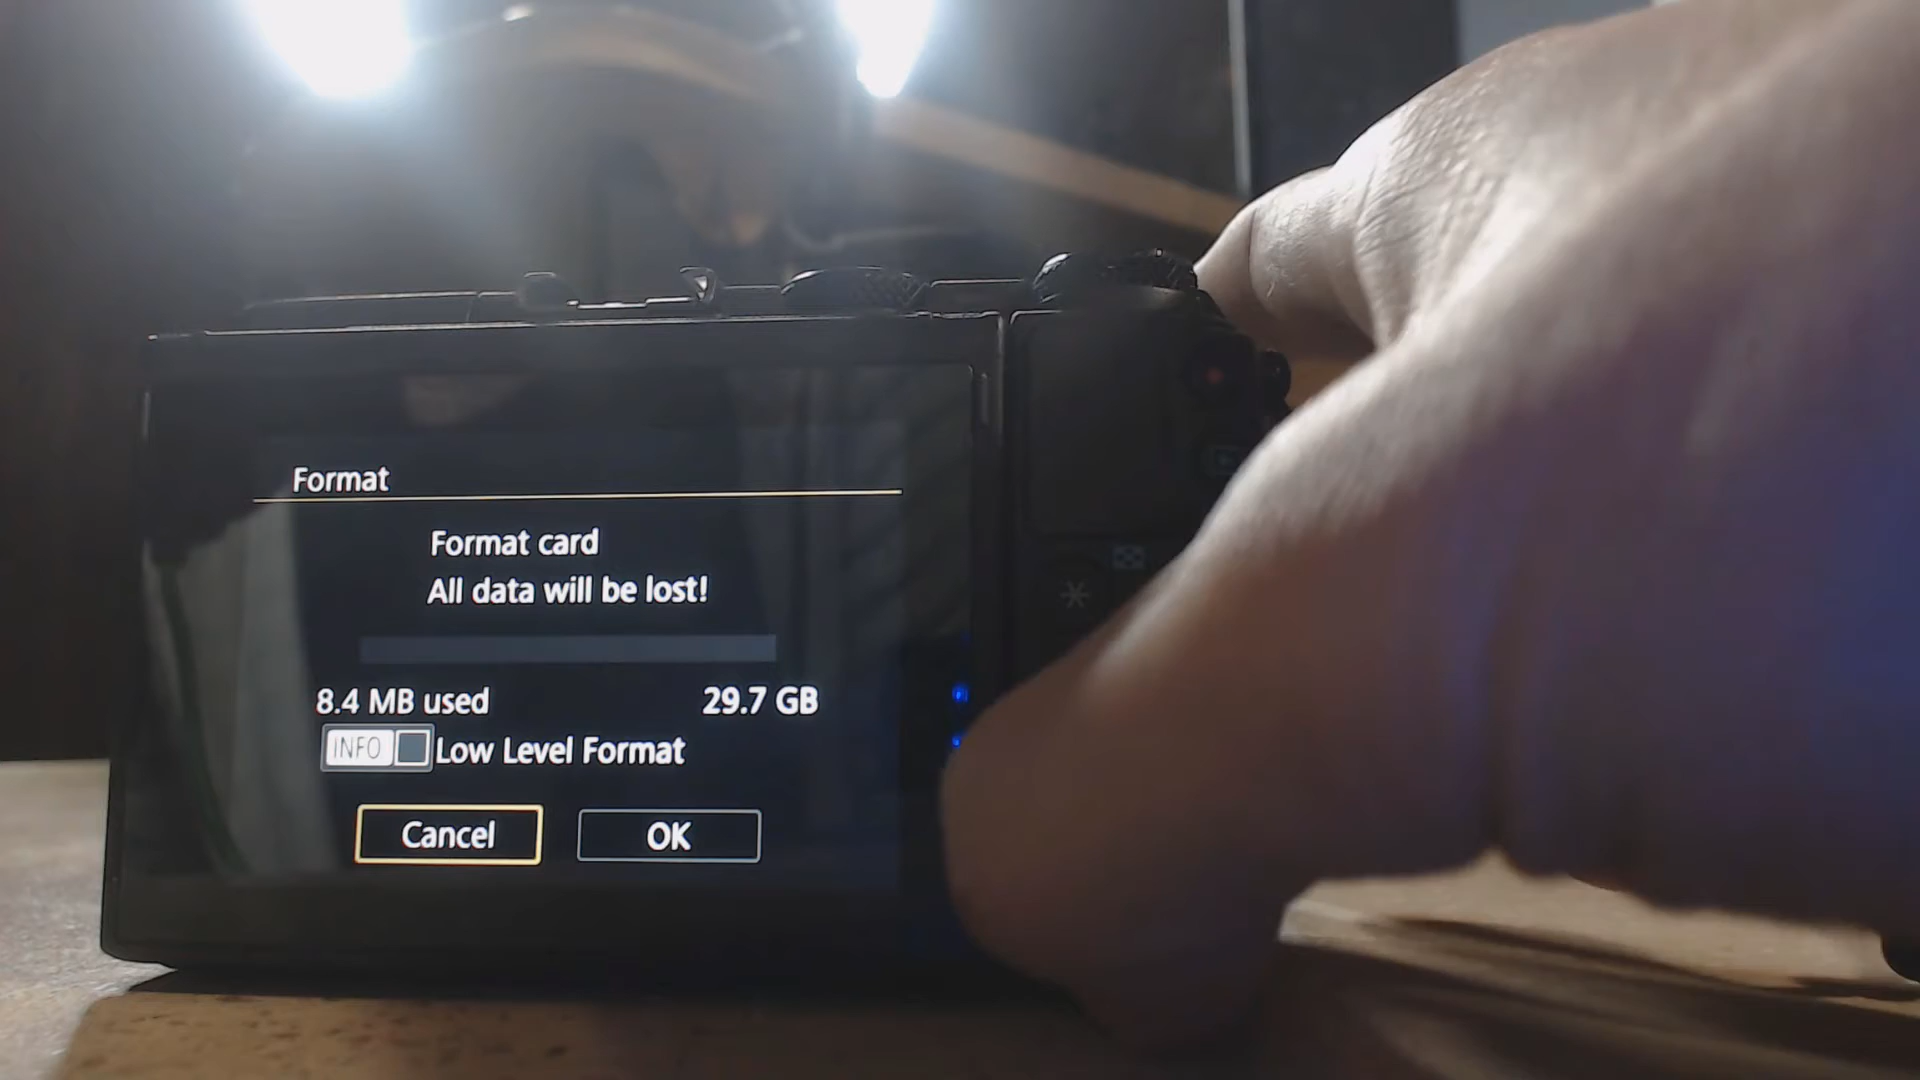 Format
Format card
All data will be lost!
8.4 MB used 29.7 GB
INFO Low Level Format
Cancel OK